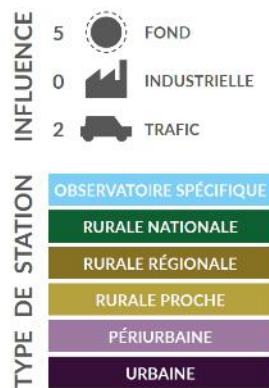 INFLUENCE
5 FOND
0 INDUSTRIELLE
2 TRAFIC
TYPE DE STATION
OBSERVATOIRE SPÉCIFIQUE
RURALE NATIONALE
RURALE RÉGIONALE
RURALE PROCHE
PÉRIURBAINE
URBAINE